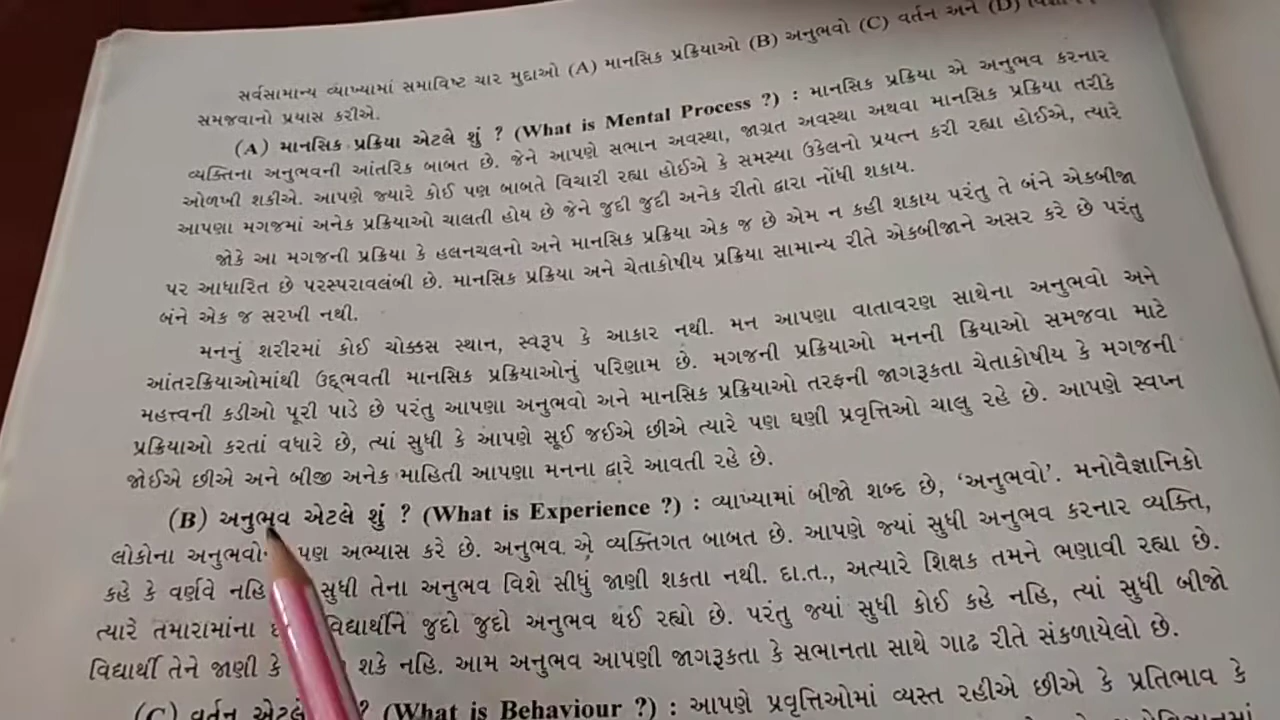 સર્વસામાન્ય વ્યાખ્યામાં સમાવિષ્ટ ચાર મુદ્દાઓ (A) માનસિક પ્રક્રિયાઓ (B) અનુભવો (C) વર્તન અને (D)
સમજવાનો પ્રયાસ કરીએ.
(A) માનસિક પ્રક્રિયા એટલે શું ? (What is Mental Process ?) : માનસિક પ્રક્રિયા એ અનુભવ કરનાર
વ્યક્તિના અનુભવની આંતરિક બાબત છે. જેને આપણે સભાન અવસ્થા, જાગ્રત અવસ્થા અથવા માનસિક પ્રક્રિયા તરીકે
ઓળખી શકીએ. આપણે જ્યારે કોઈ પણ બાબતે વિચારી રહ્યા હોઈએ કે સમસ્યા ઉકેલનો પ્રયત્ન કરી રહ્યા હોઈએ, ત્યારે
આપણા મગજમાં અનેક પ્રક્રિયાઓ ચાલતી હોય છે જેને જુદી જુદી અનેક રીતો દ્વારા નોંધી શકાય.
જોકે આ મગજની પ્રક્રિયા કે હલનચલનો અને માનસિક પ્રક્રિયા એક જ છે એમ ન કહી શકાય પરંતુ તે બંને એકબીજા
પર આધારિત છે પરસ્પરાવલંબી છે. માનસિક પ્રક્રિયા અને ચેતાકોષીય પ્રક્રિયા સામાન્ય રીતે એકબીજાને અસર કરે છે પરંતુ
બંને એક જ સરખી નથી.
મનનું શરીરમાં કોઈ ચોક્કસ સ્થાન, સ્વરૂપ કે આકાર નથી. મન આપણા વાતાવરણ સાથેના અનુભવો અને
આંતરક્રિયાઓમાંથી ઉદ્ભવતી માનસિક પ્રક્રિયાઓનું પરિણામ છે. મગજની પ્રક્રિયાઓ મનની ક્રિયાઓ સમજવા માટે
મહત્ત્વની કડીઓ પૂરી પાડે છે પરંતુ આપણા અનુભવો અને માનસિક પ્રક્રિયાઓ તરફની જાગરૂકતા ચેતાકોષીય કે મગજની
પ્રક્રિયાઓ કરતાં વધારે છે, ત્યાં સુધી કે આપણે સૂઈ જઈએ છીએ ત્યારે પણ ઘણી પ્રવૃત્તિઓ ચાલુ રહે છે. આપણે સ્વપ્ન
જોઈએ છીએ અને બીજી અનેક માહિતી આપણા મનના દ્વારે આવતી રહે છે.
(B) અનુભવ એટલે શું ? (What is Experience ?) : વ્યાખ્યામાં બીજો શબ્દ છે, ‘અનુભવો’. મનોવૈજ્ઞાનિકો
લોકોના અનુભવો પણ અભ્યાસ કરે છે. અનુભવ એ વ્યક્તિગત બાબત છે. આપણે જ્યાં સુધી અનુભવ કરનાર વ્યક્તિ,
કહે કે વર્ણવે નહિ સુધી તેના અનુભવ વિશે સીધું જાણી શકતા નથી. દા.ત., અત્યારે શિક્ષક તમને ભણાવી રહ્યા છે.
ત્યારે તમારામાંના વિદ્યાર્થીને જુદો જુદો અનુભવ થઈ રહ્યો છે. પરંતુ જ્યાં સુધી કોઈ કહે નહિ, ત્યાં સુધી બીજો
વિદ્યાર્થી તેને જાણી કે શકે નહિ. આમ અનુભવ આપણી જાગરૂકતા કે સભાનતા સાથે ગાઢ રીતે સંકળાયેલો છે.
(C) વર્તન એટલે ? (What is Behaviour ?) : આપણે પ્રવૃત્તિઓમાં વ્યસ્ત રહીએ છીએ કે પ્રતિભાવ કે